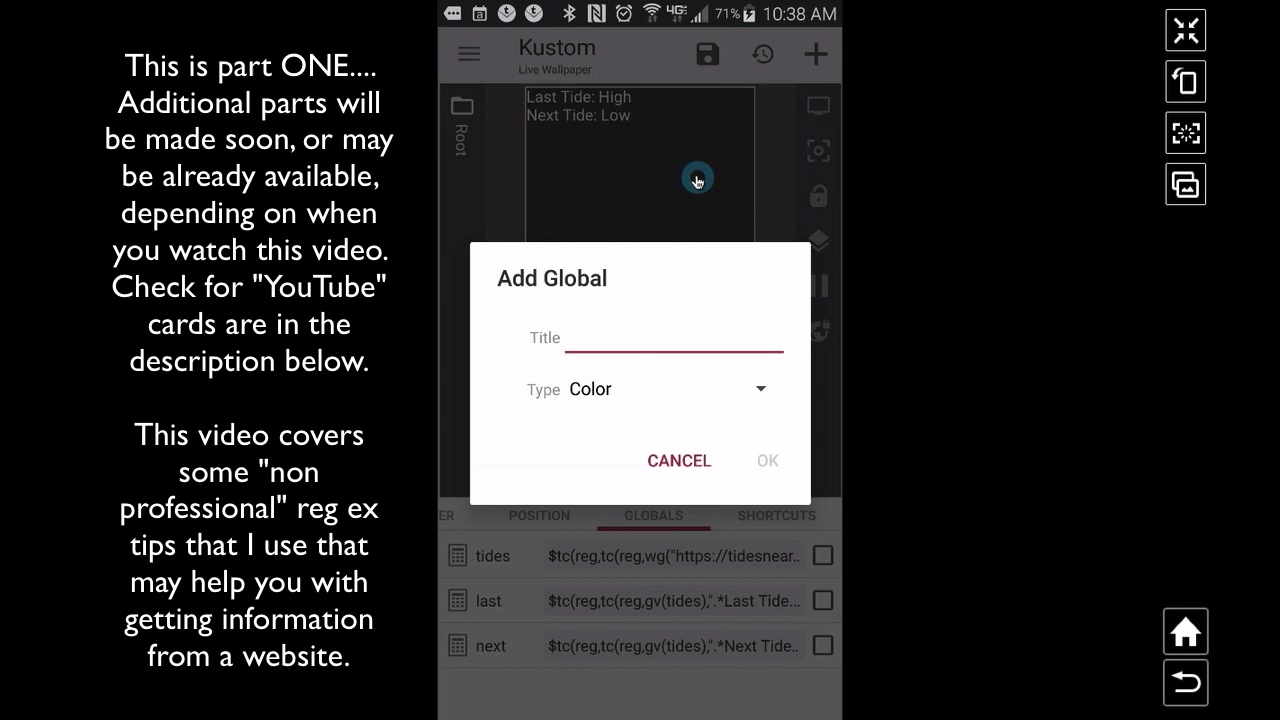 This is part ONE....
Additional parts will
be made soon, or may
be already available,
depending on when
you watch this video.
Check for "YouTube"
cards are in the
description below.
This video covers
some "non
professional" reg ex
tips that I use that
may help you with
getting information
from a website.
4G 71% 10:38 AM
Kustom
Live Wallpaper
Root
Last Tide: High
Next Tide: Low
Add Global
Title
Type Color
CANCEL OK
ER POSITION GLOBALS SHORTCUTS
tides $tc(reg,tc(reg,wg("https://tidesnear..
last $tc(reg,tc(reg,gv(tides),".*Last Tide...
next $tc(reg,tc(reg,gv(tides),".*Next Tide..